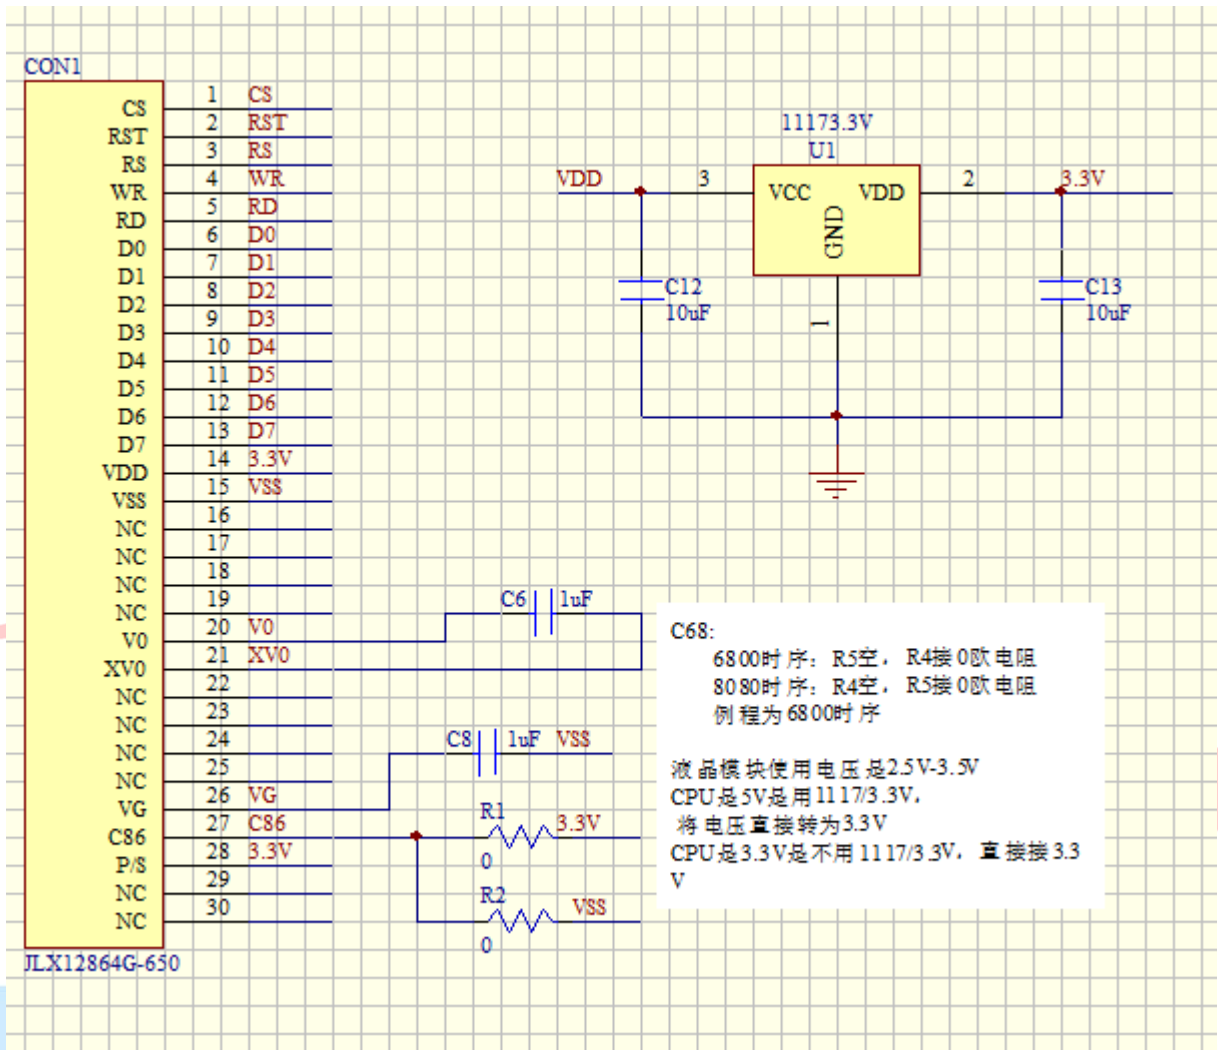 CON1
CS 1 CS
RST 2 RST
RS 3 RS
WR 4 WR
RD 5 RD
D0 6 D0
D1 7 D1
D2 8 D2
D3 9 D3
D4 10 D4
D5 11 D5
D6 12 D6
D7 13 D7
VDD 14 3.3V
VSS 15 VSS
NC 16
NC 17
NC 18
NC 19
V0 20 V0
XV0 21 XV0
NC 22
NC 23
NC 24
NC 25
VG 26 VG
C86 27 C86
P/S 28 3.3V
NC 29
NC 30
JLX12864G-650
11173.3V
U1
VDD 3 VCC VDD 2 3.3V
GND
1
C12
10uF
C13
10uF
C6 1uF
C8 1uF VSS
R1 3.3V
0
R2 VSS
0
C68:
6800时序：R5空，R4接0欧电阻
8080时序：R4空，R5接0欧电阻
例程为6800时序
液晶模块使用电压是2.5V-3.5V
CPU是5V是用1117/3.3V，
将电压直接转为3.3V
CPU是3.3V是不用1117/3.3V，直接接3.3
V